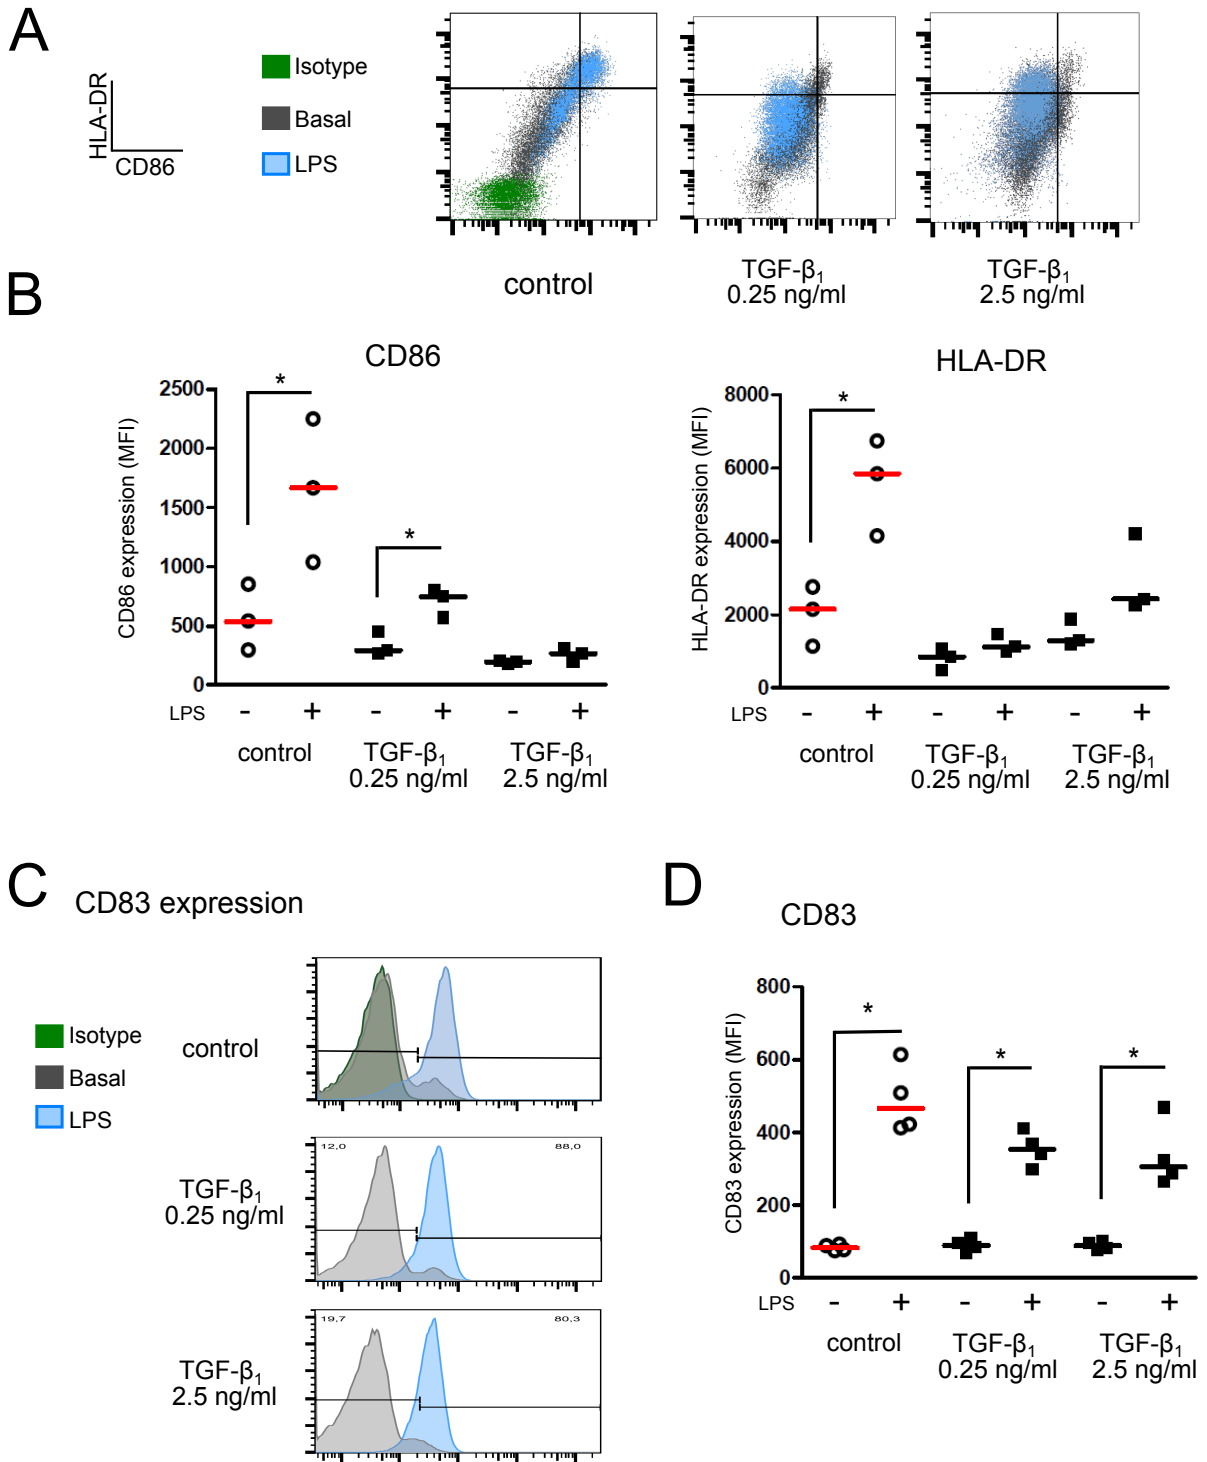 A
HLA-DR
CD86
Isotype
Basal
LPS
control
TGF-β₁
0.25 ng/ml
TGF-β₁
2.5 ng/ml
B
CD86
CD86 expression (MFI)
2500
2000
1500
1000
500
0
*
*
LPS
- + - + - +
control
TGF-β₁
0.25 ng/ml
TGF-β₁
2.5 ng/ml
HLA-DR
HLA-DR expression (MFI)
8000
6000
4000
2000
0
*
LPS
- + - + - +
control
TGF-β₁
0.25 ng/ml
TGF-β₁
2.5 ng/ml
C
CD83 expression
Isotype
Basal
LPS
control
TGF-β₁
0.25 ng/ml
12,0 88,0
TGF-β₁
2.5 ng/ml
19,7 80,3
D
CD83
CD83 expression (MFI)
800
600
400
200
0
*
*
*
LPS
- + - + - +
control
TGF-β₁
0.25 ng/ml
TGF-β₁
2.5 ng/ml